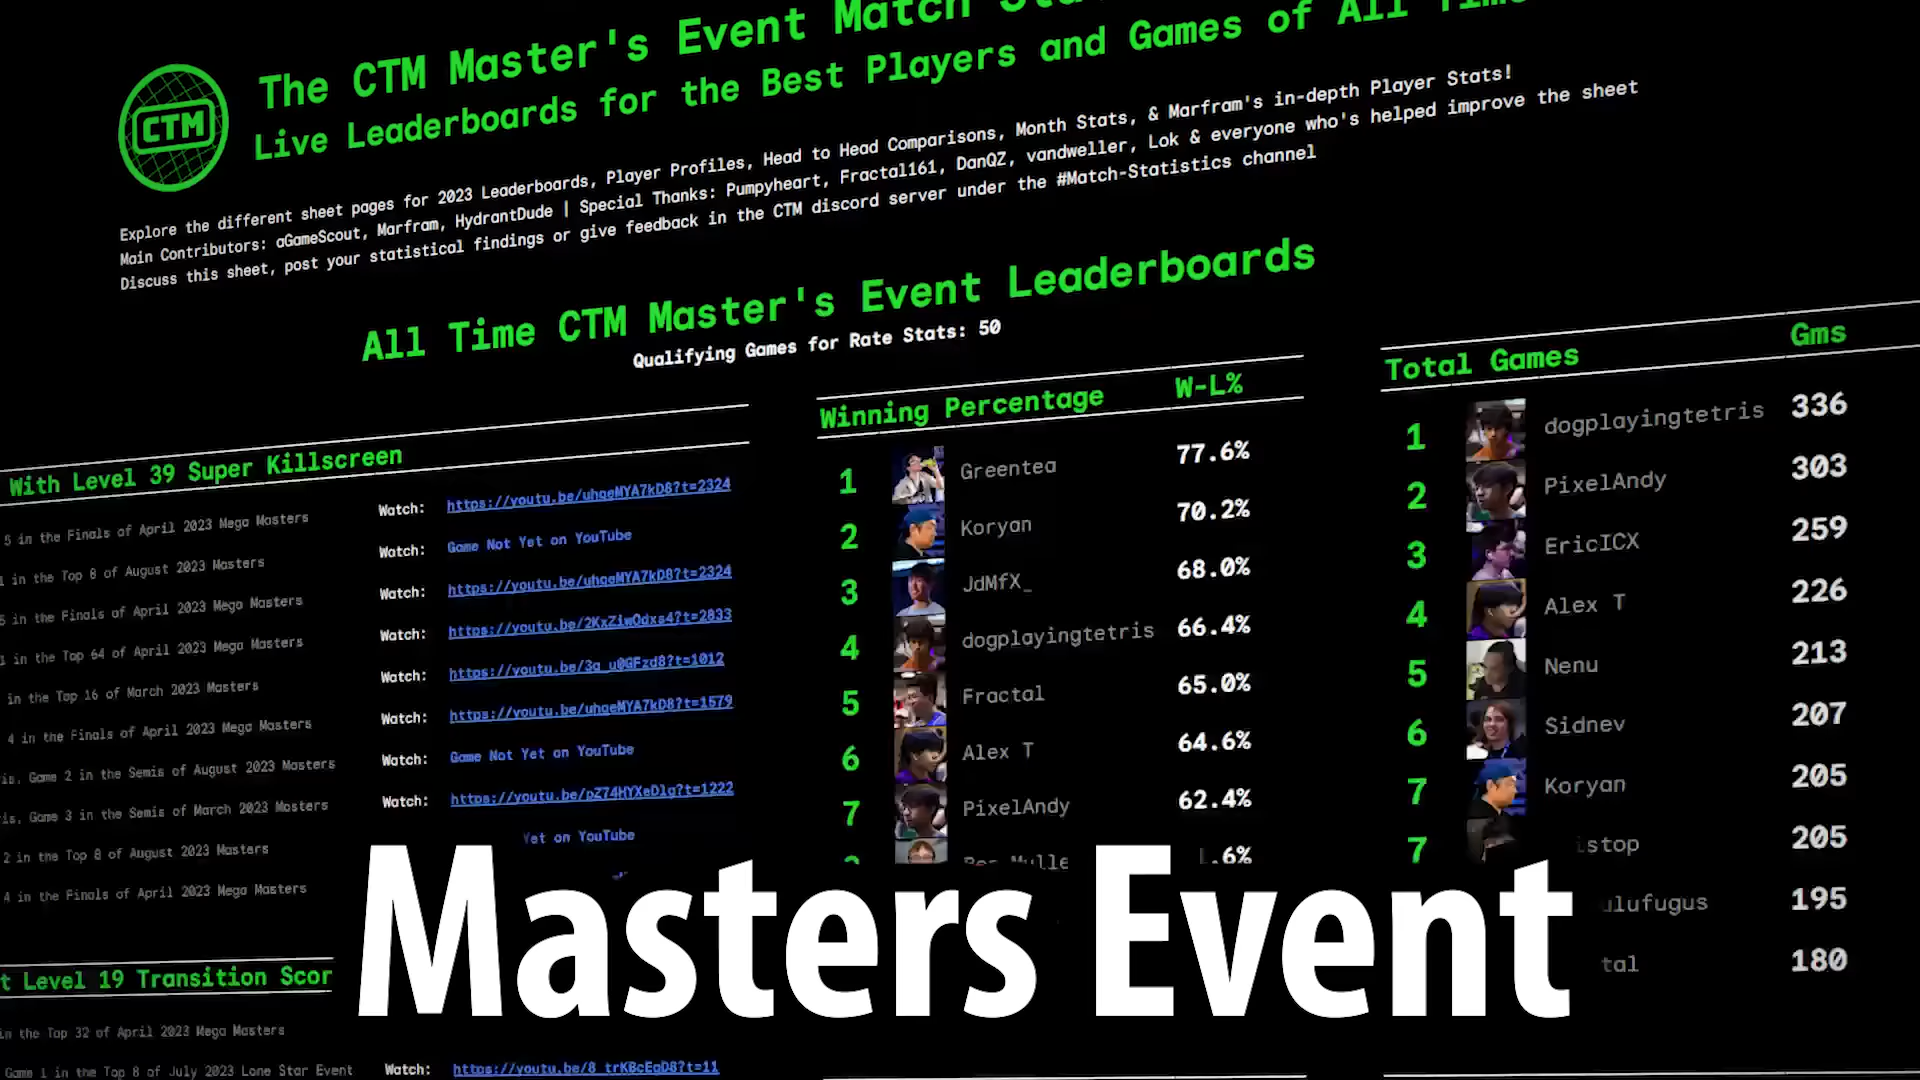 The CTM Master's Event Match
Live Leaderboards for the Best Players and Games of All Time
CTM
Explore the different sheet pages for 2023 Leaderboards, Player Profiles, Head to Head Comparisons, Month Stats, & Marfram's in-depth Player Stats!
Main Contributors: aGameScout, Marfram, HydrantDude | Special Thanks: Pumpyheart, Fractal161, DanQZ, vandweller, Lok & everyone who's helped improve the sheet
Discuss this sheet, post your statistical findings or give feedback in the CTM discord server under the #Match-Statistics channel
All Time CTM Master's Event Leaderboards
Qualifying Games for Rate Stats: 50
With Level 39 Super Killscreen
5 in the Finals of April 2023 Mega Masters Watch: https://youtu.be/uhqeMYA7kD8?t=2324
1 in the Top 8 of August 2023 Masters Watch: Game Not Yet on YouTube
5 in the Finals of April 2023 Mega Masters Watch: https://youtu.be/uhqeMYA7kD8?t=2324
1 in the Top 64 of April 2023 Mega Masters Watch: https://youtu.be/2KxZiwOdxs4?t=2833
in the Top 16 of March 2023 Masters Watch: https://youtu.be/3q_u0GFzd8?t=1012
4 in the Finals of April 2023 Mega Masters Watch: https://youtu.be/uhqeMYA7kD8?t=1579
is, Game 2 in the Semis of August 2023 Masters Watch: Game Not Yet on YouTube
is, Game 3 in the Semis of March 2023 Masters Watch: https://youtu.be/pZ74HYXeDlg?t=1222
2 in the Top 8 of August 2023 Masters Yet on YouTube
4 in the Finals of April 2023 Mega Masters
Level 19 Transition
in the Top 32 of April 2023 Mega Masters
Game 1 in the Top 8 of July 2023 Lone Star Event Watch: https://youtu.be/8_trKBcEqD8?t=11
Winning Percentage W-L%
1 Greentea 77.6%
2 Koryan 70.2%
3 JdMfX_ 68.0%
4 dogplayingtetris 66.4%
5 Fractal 65.0%
6 Alex T 64.6%
7 PixelAndy 62.4%
.6%
Total Games Gms
1 dogplayingtetris 336
2 PixelAndy 303
3 EricICX 259
4 Alex T 226
5 Nenu 213
6 Sidnev 207
7 Koryan 205
7 istop 205
ulufugus 195
tal 180
Masters Event